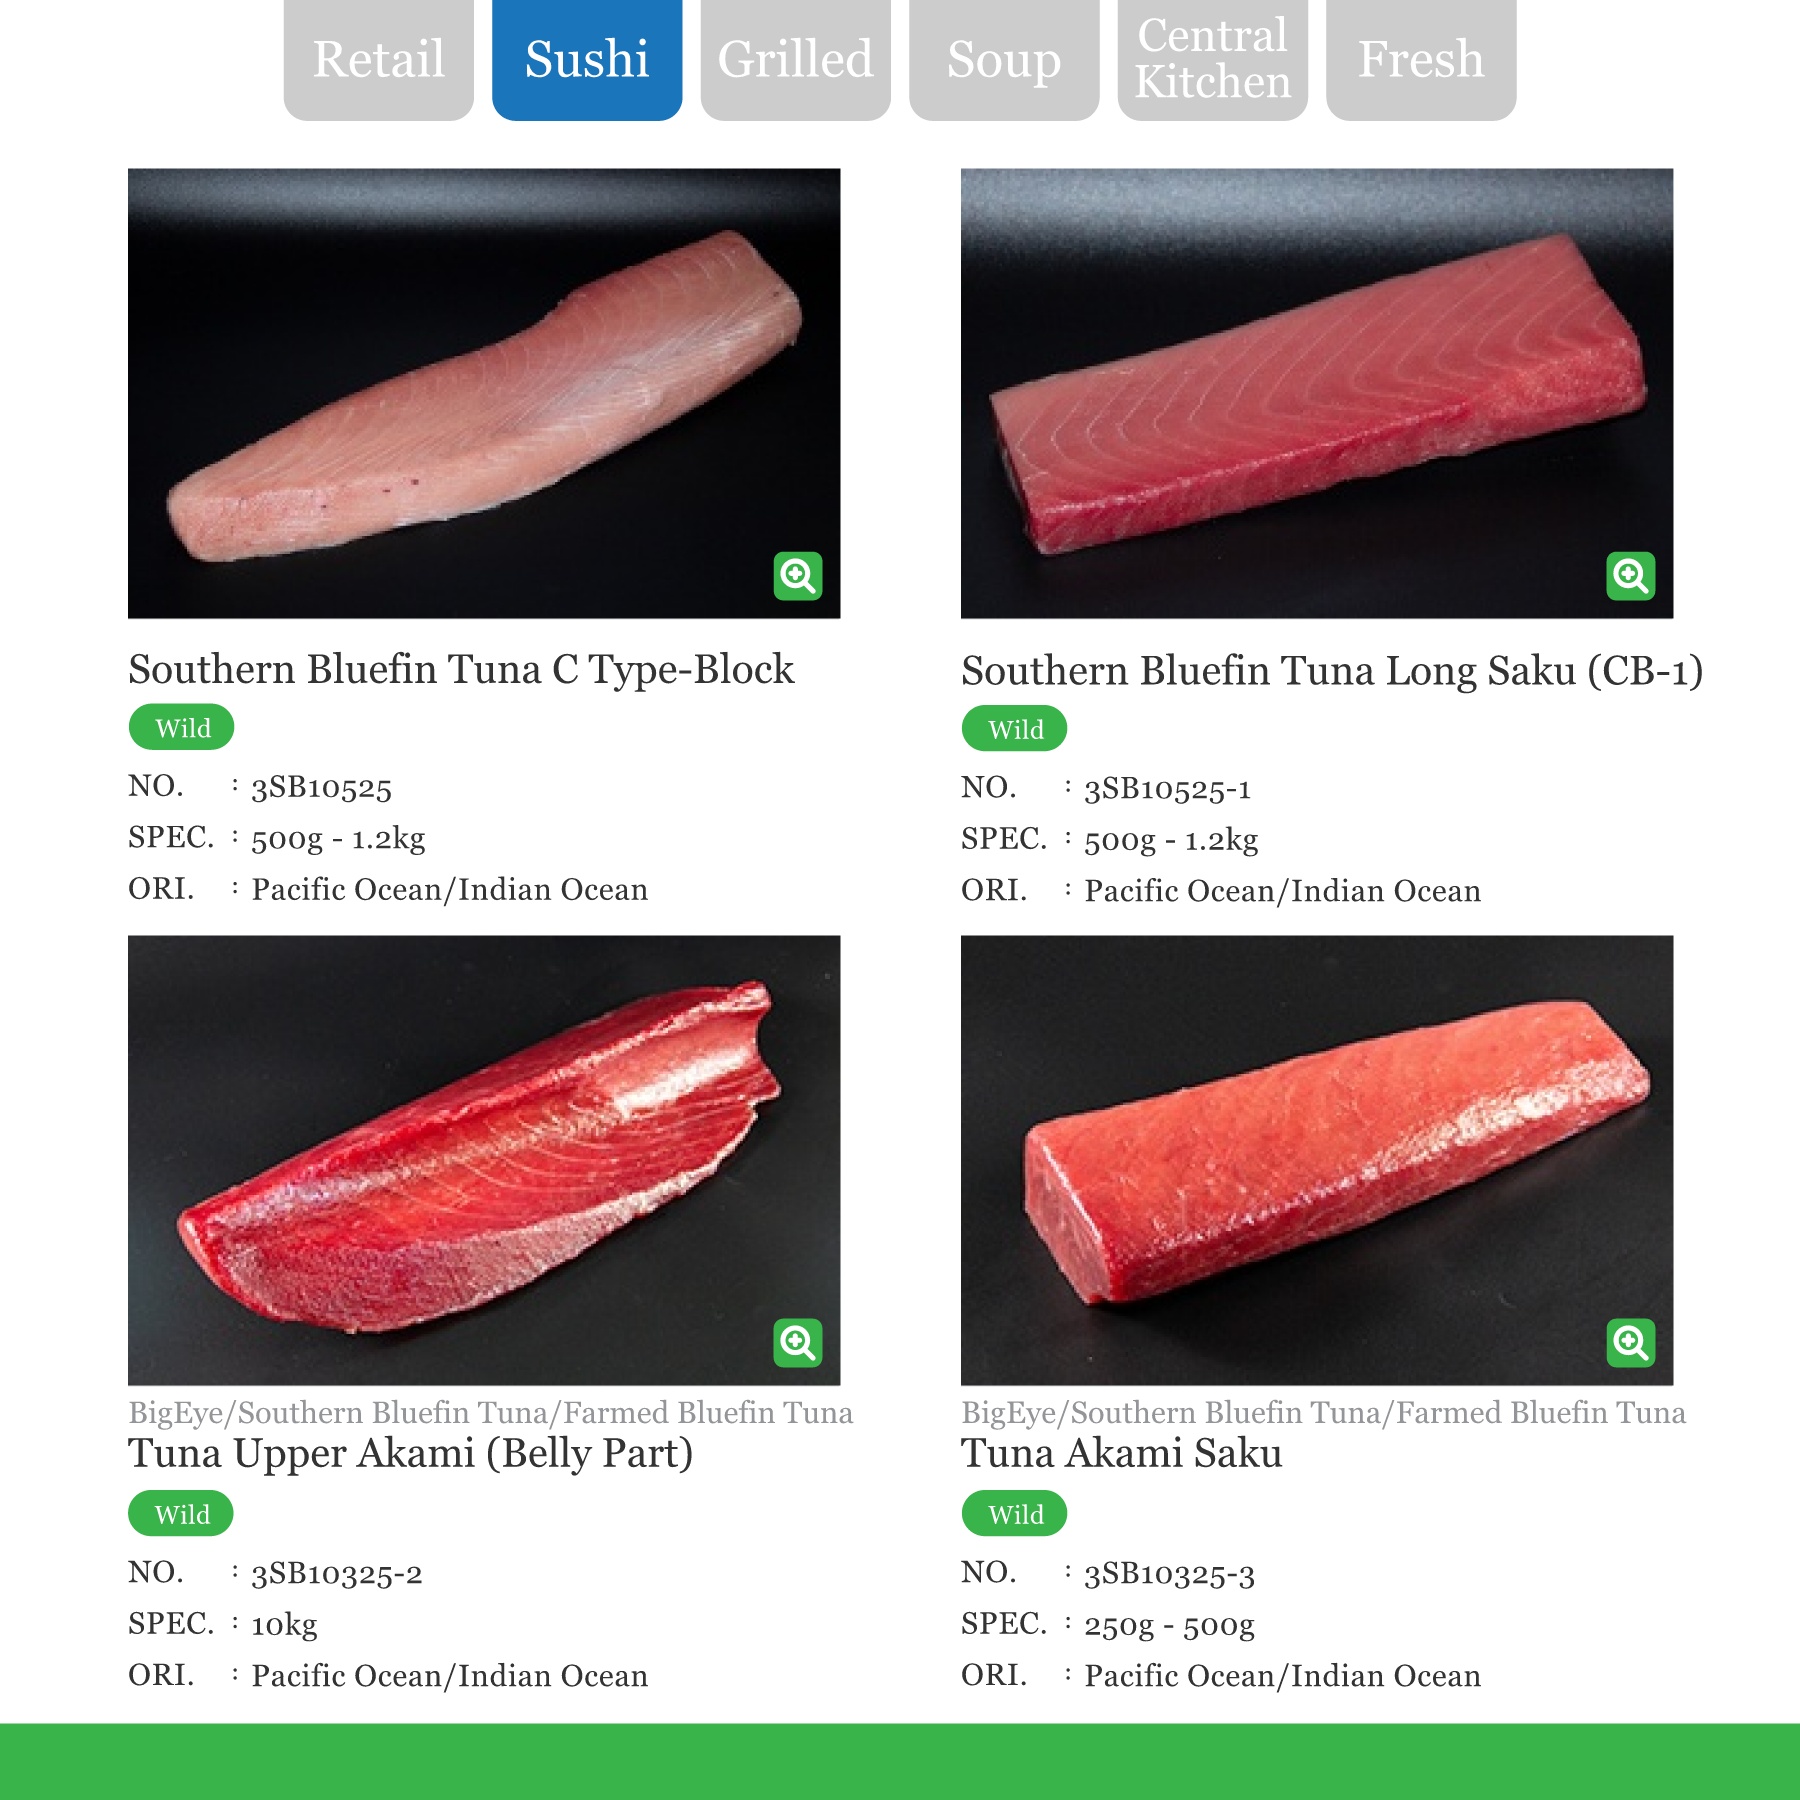 Retail
Sushi
Grilled
Soup
Central
Kitchen
Fresh
Southern Bluefin Tuna C Type-Block
Wild
NO. : 3SB10525
SPEC. : 500g - 1.2kg
ORI. : Pacific Ocean/Indian Ocean
Southern Bluefin Tuna Long Saku (CB-1)
Wild
NO. : 3SB10525-1
SPEC. : 500g - 1.2kg
ORI. : Pacific Ocean/Indian Ocean
BigEye/Southern Bluefin Tuna/Farmed Bluefin Tuna
Tuna Upper Akami (Belly Part)
Wild
NO. : 3SB10325-2
SPEC. : 10kg
ORI. : Pacific Ocean/Indian Ocean
BigEye/Southern Bluefin Tuna/Farmed Bluefin Tuna
Tuna Akami Saku
Wild
NO. : 3SB10325-3
SPEC. : 250g - 500g
ORI. : Pacific Ocean/Indian Ocean